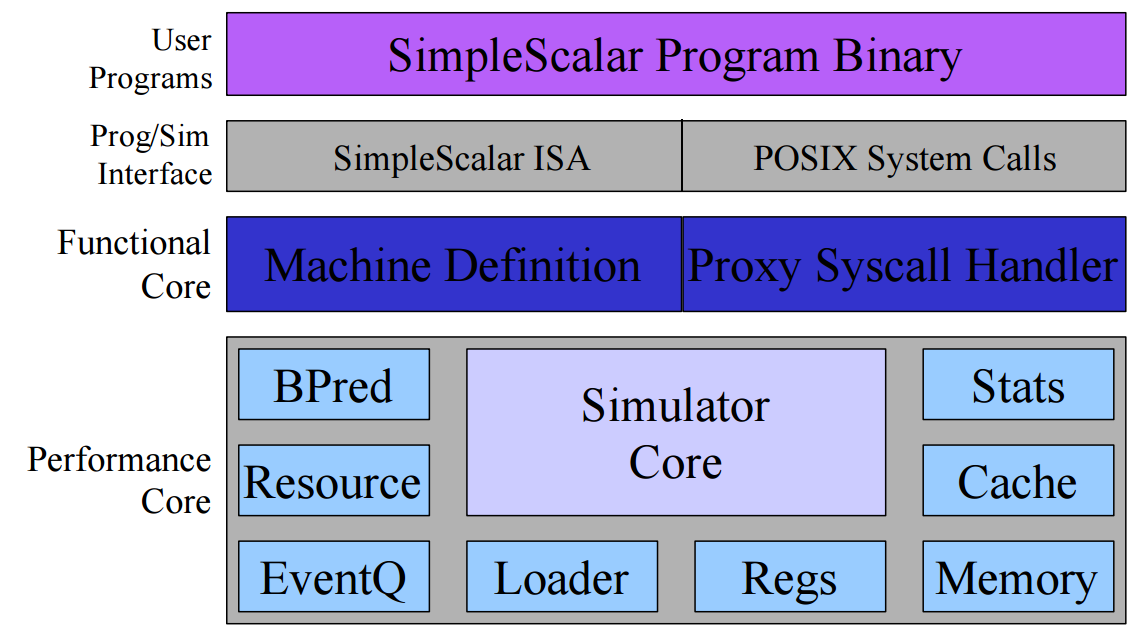 User
Programs
SimpleScalar Program Binary
Prog/Sim
Interface
SimpleScalar ISA
POSIX System Calls
Functional
Core
Machine Definition
Proxy Syscall Handler
Performance
Core
BPred
Simulator
Core
Stats
Resource
Cache
EventQ
Loader
Regs
Memory